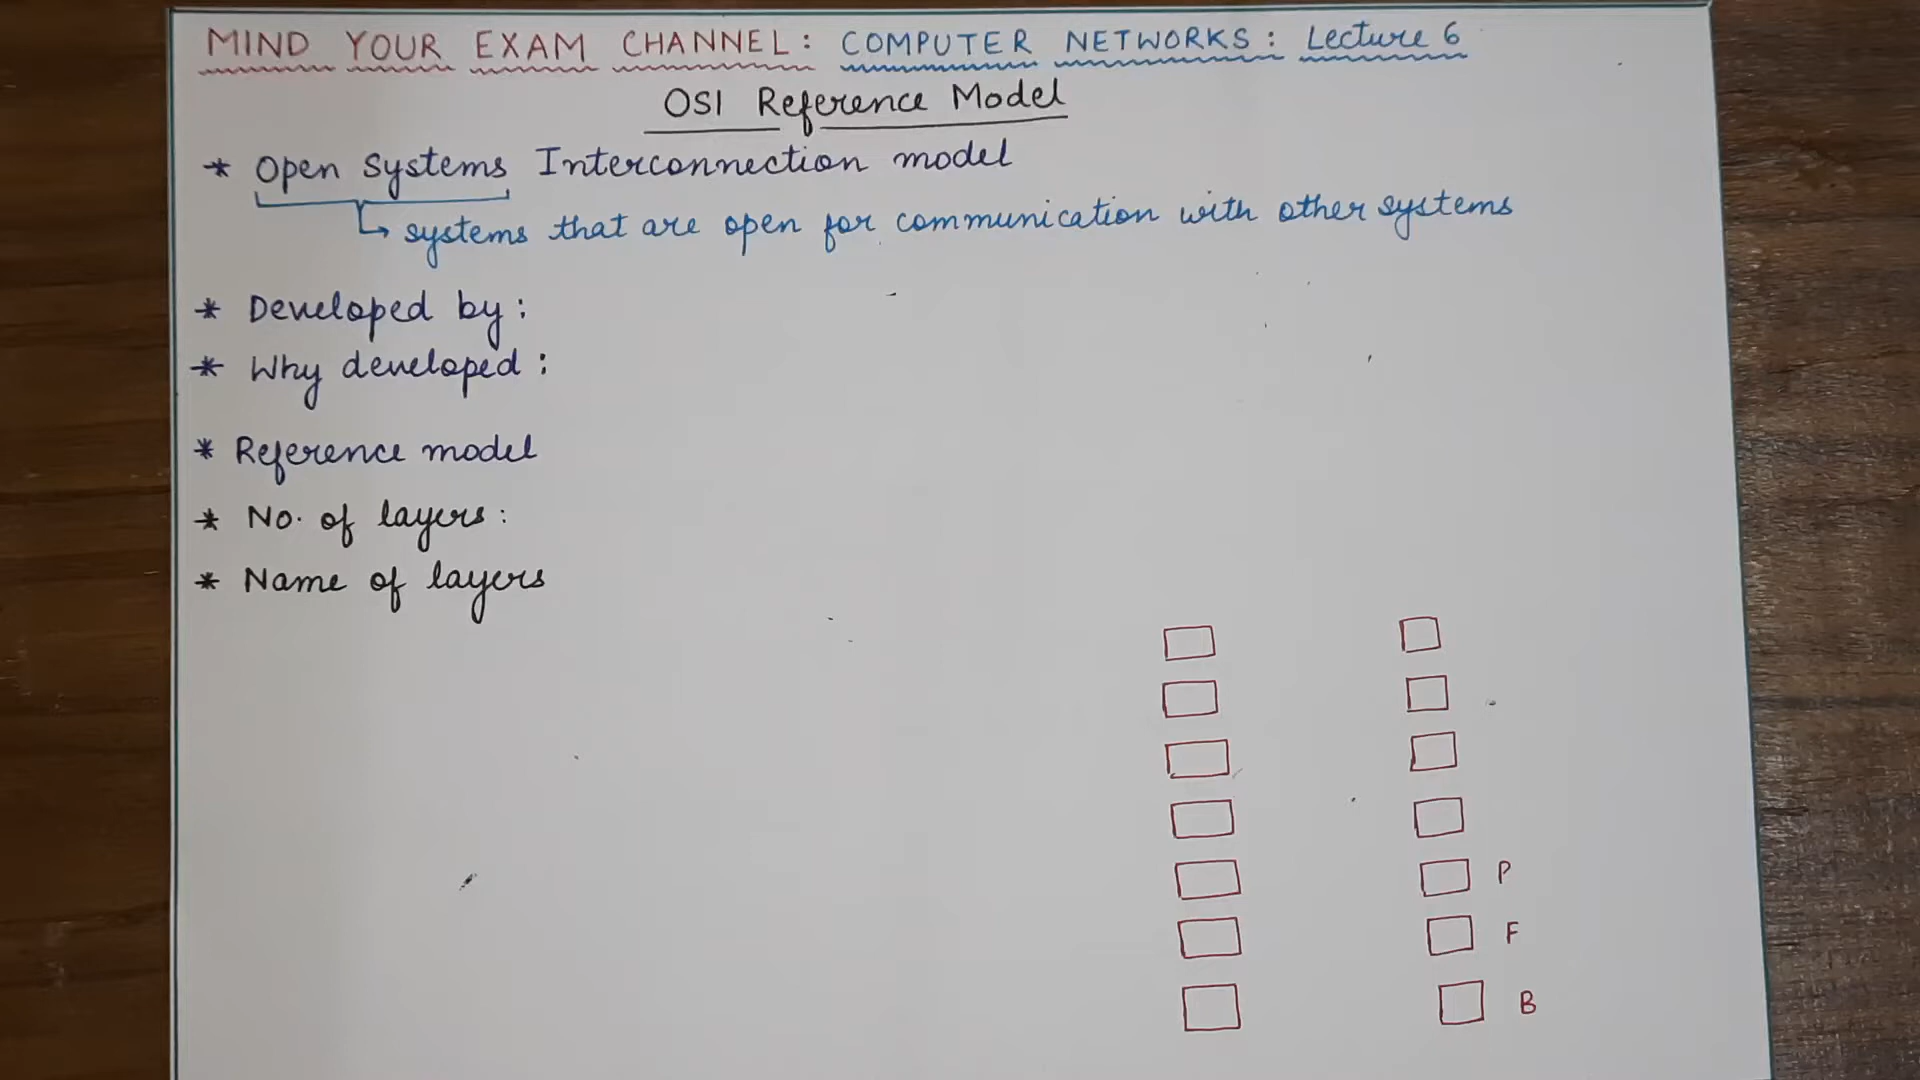 MIND YOUR EXAM CHANNEL: COMPUTER NETWORKS: Lecture 6
OSI Reference Model
* Open Systems Interconnection model
↳ systems that are open for communication with other systems
* Developed by:
* Why developed:
* Reference model
* No. of layers:
* Name of layers
P
F
B